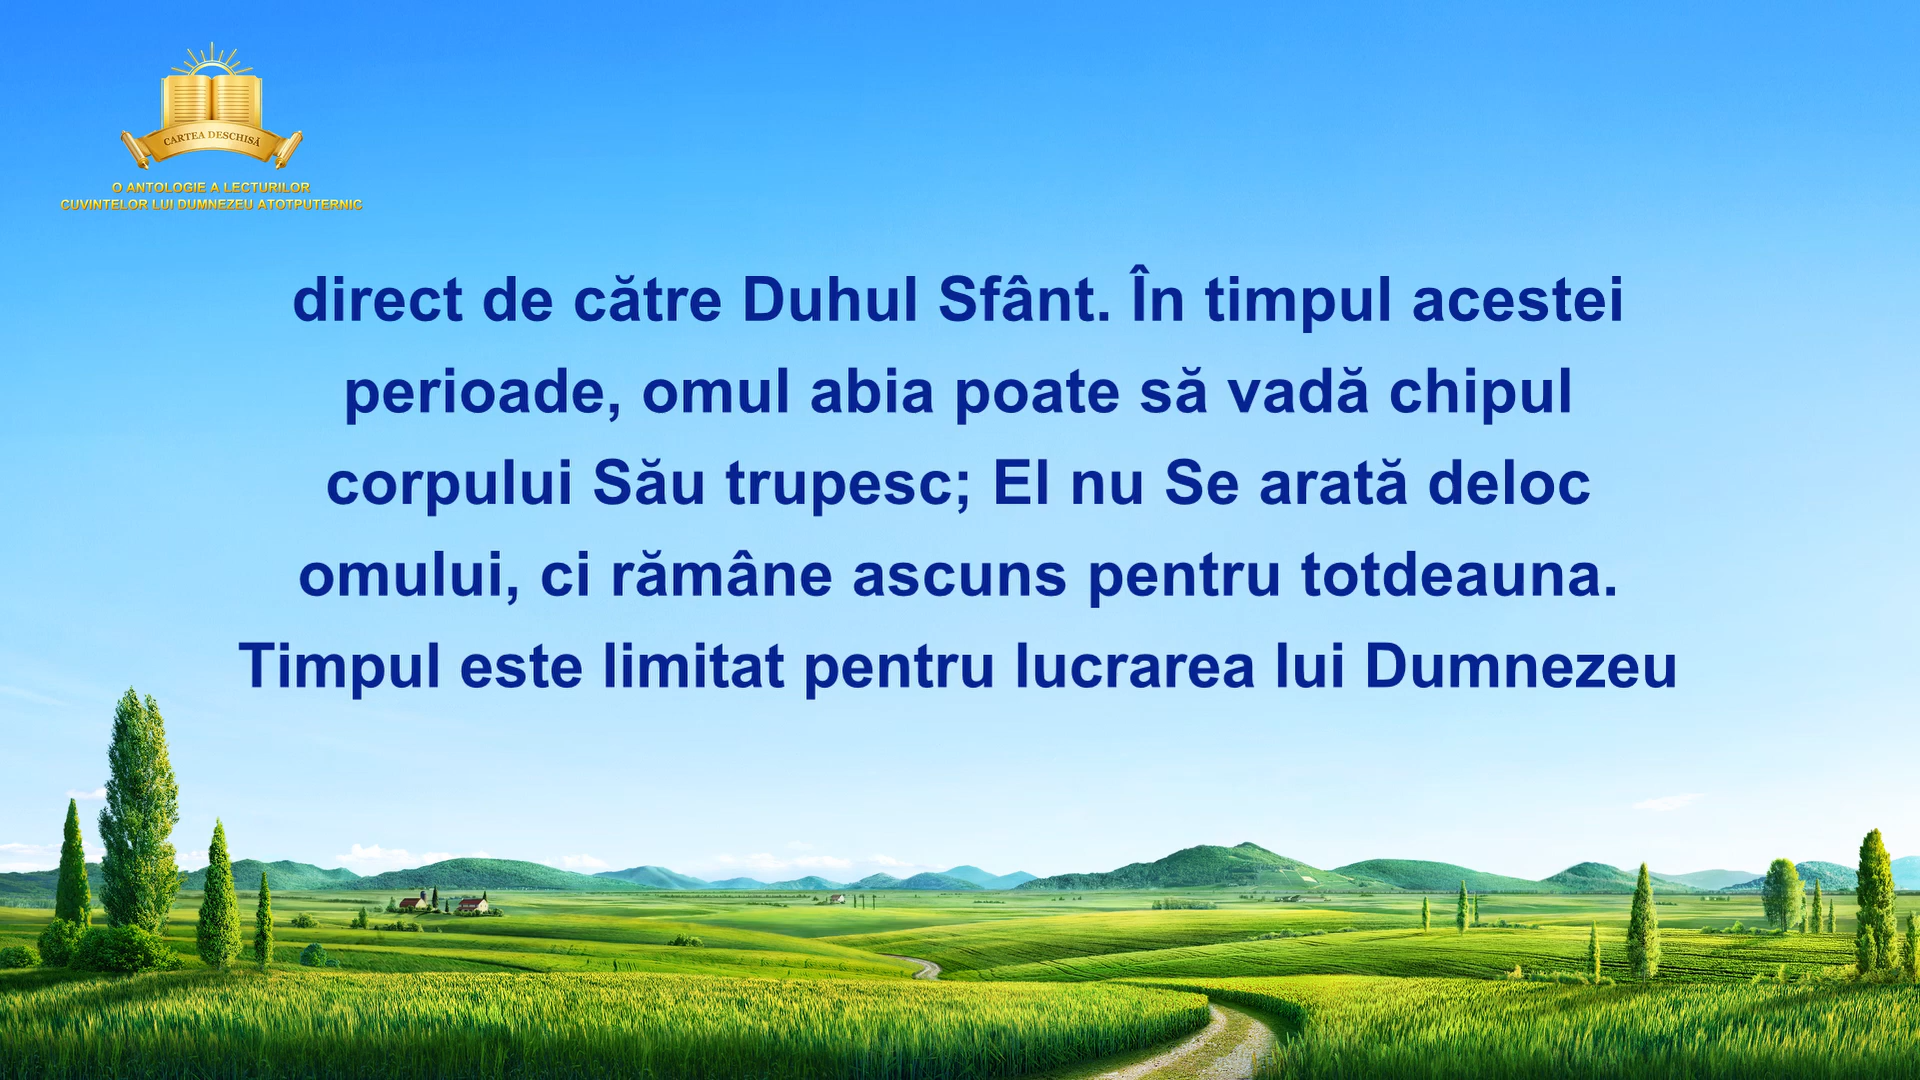 CARTEA DESCHISĂ
O ANTOLOGIE A LECTURILOR
CUVINTELOR LUI DUMNEZEU ATOTPUTERNIC
direct de către Duhul Sfânt. În timpul acestei
perioade, omul abia poate să vadă chipul
corpului Său trupesc; El nu Se arată deloc
omului, ci rămâne ascuns pentru totdeauna.
Timpul este limitat pentru lucrarea lui Dumnezeu